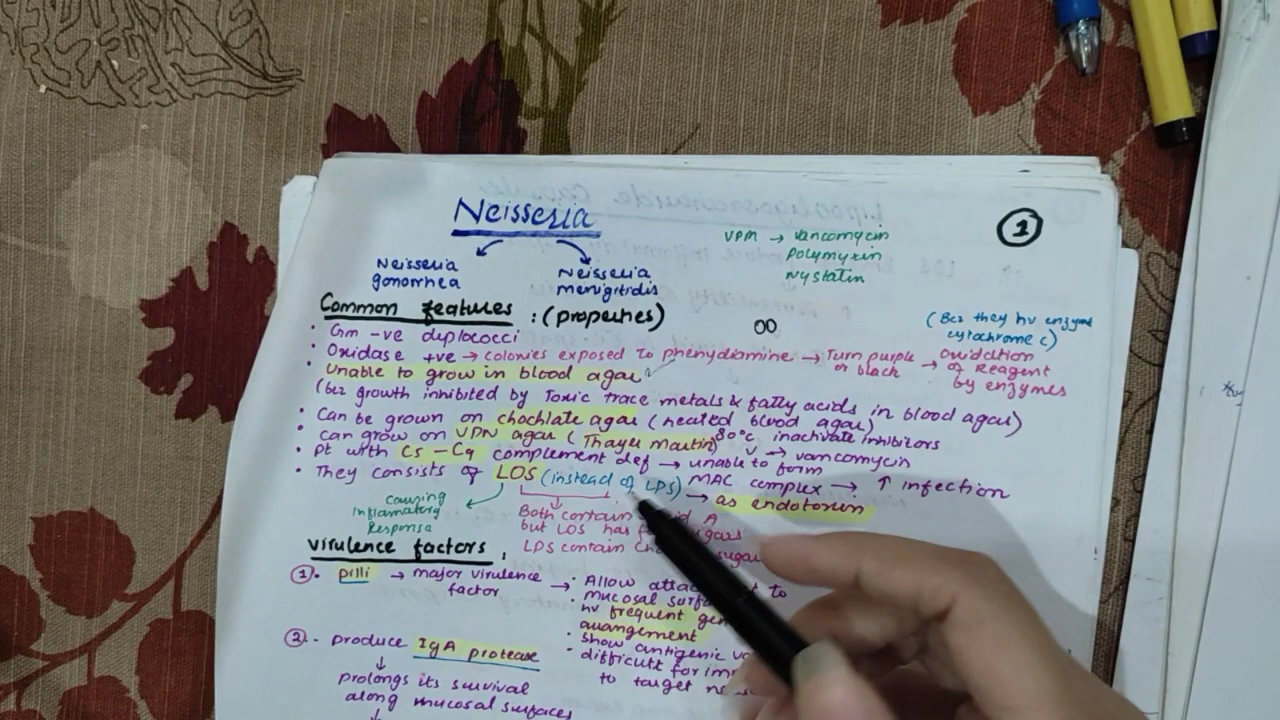 Neisseria
1
VPM → vancomycin
Polymyxin
Nystatin
Neisseria
gonorrhea
Neisseria
menigitidis
Common features : (properties)
(Bcz they hv enzyme
cytochrome c)
• Gm -ve diplococci
• Oxidase +ve → colonies exposed to phenydiamine → Turn purple or black → Oxidation of Reagent by enzymes
• Unable to grow in blood agar
(bcz growth inhibited by Toxic trace metals & fatty acids in blood agar)
• Can be grown on chochlate agar (heated blood agar)
80°c inactivate inhibitors
• can grow on VPN agar (Thayer Martin) V → vancomycin
• Pt with C5 - C9 complement def → unable to form MAC complex → ↑ infection
• They consists of LOS (instead of LPS) → as endotoxin
causing
Inflamatory
Response
Both contain A
but LOS has
LPS contain
Virulence factors :
1. pilli → major virulence factor →
• Allow to
• mucosal
hv frequent
arrangement
• show antigenic
• difficult for
to target
2. - produce IgA protease
↓
prolongs its survival
along mucosal surfaces
↓